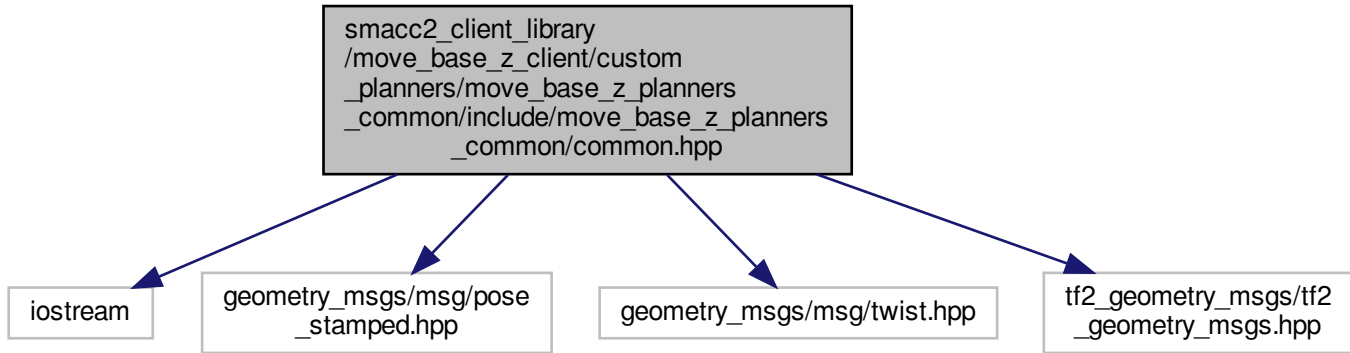 smacc2_client_library
/move_base_z_client/custom
_planners/move_base_z_planners
_common/include/move_base_z_planners
_common/common.hpp
iostream
geometry_msgs/msg/pose
_stamped.hpp
geometry_msgs/msg/twist.hpp
tf2_geometry_msgs/tf2
_geometry_msgs.hpp